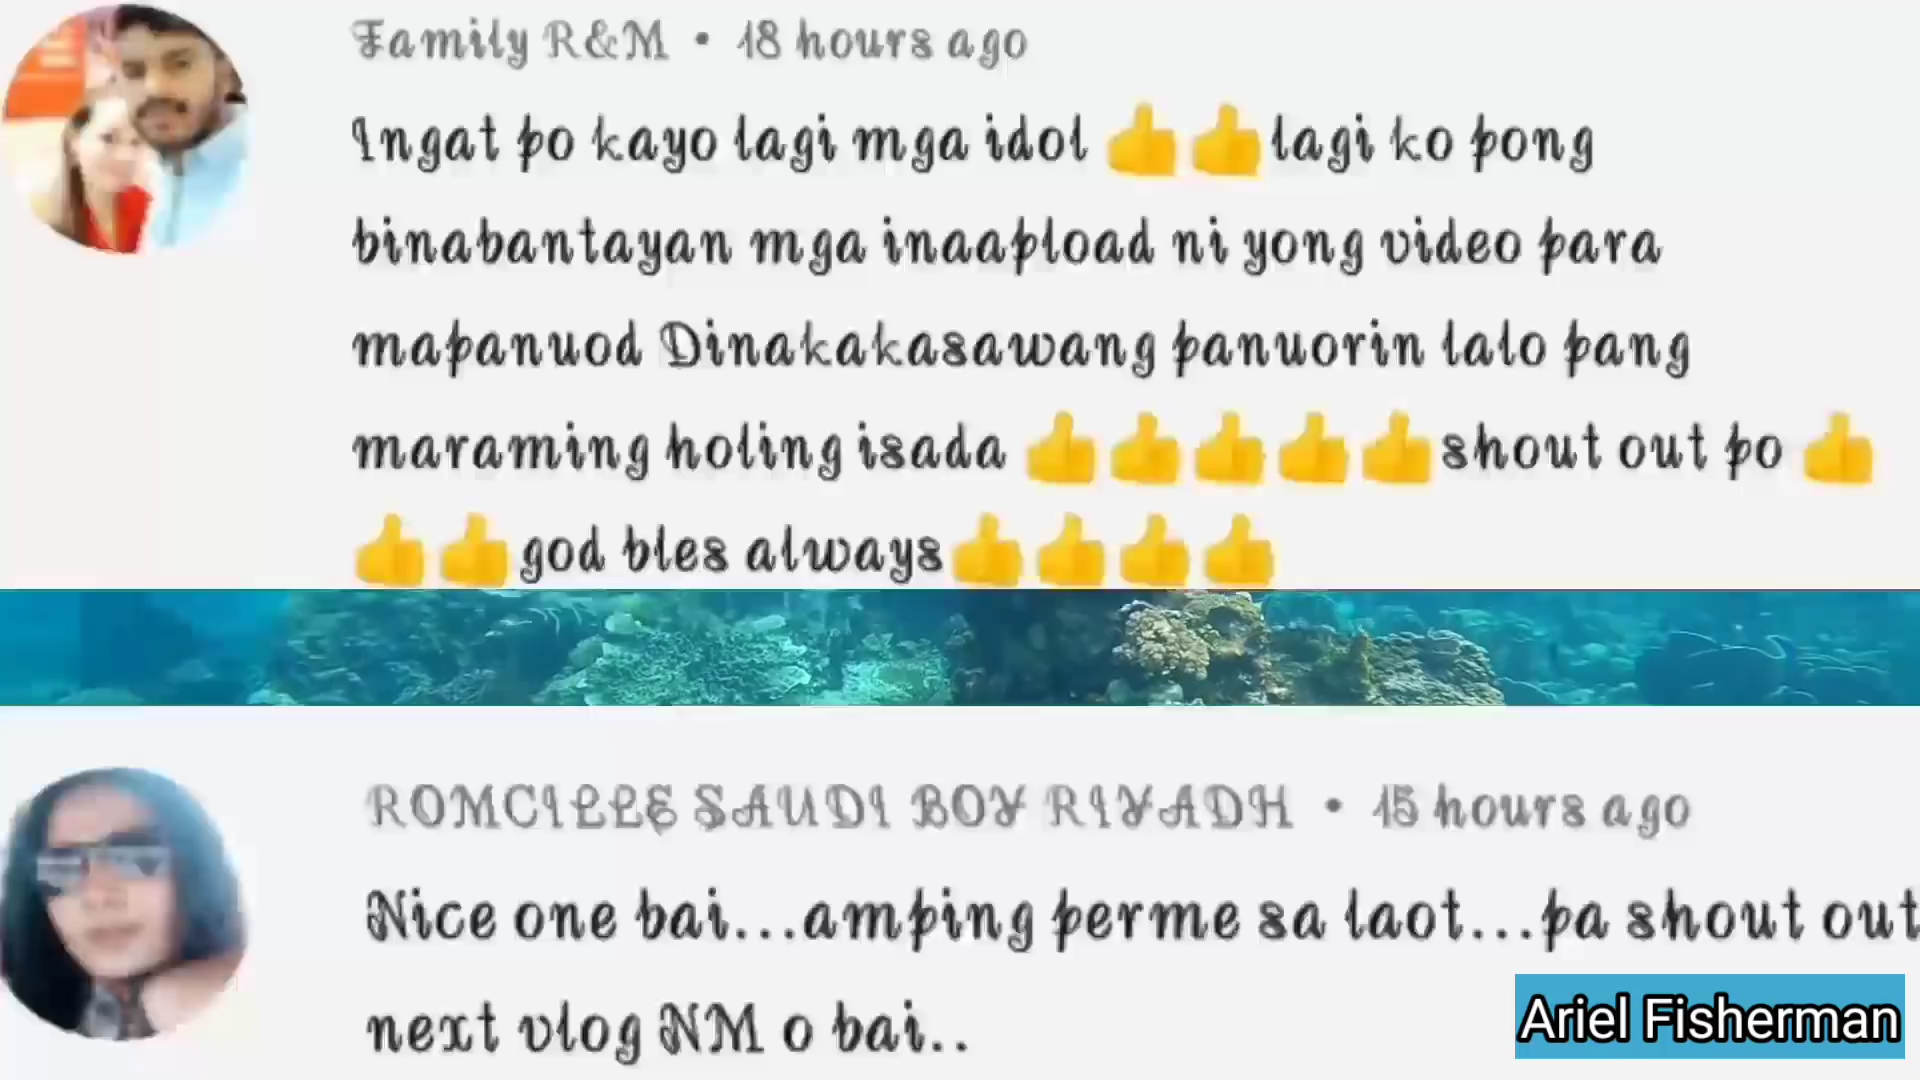 Family R&M • 18 hours ago
Ingat po kayo lagi mga idol 👍👍lagi ko pong
binabantayan mga inaapload ni yong video para
mapanuod Dinakakasawang panuorin lalo pang
maraming holing isada 👍👍👍👍👍shout out po 👍
👍👍god bles always👍👍👍👍
ROMCILLE SAUDI BOY RIYADH • 15 hours ago
Nice one bai...amping perme sa laot...pa shout out
next vlog NM o bai..
Ariel Fisherman